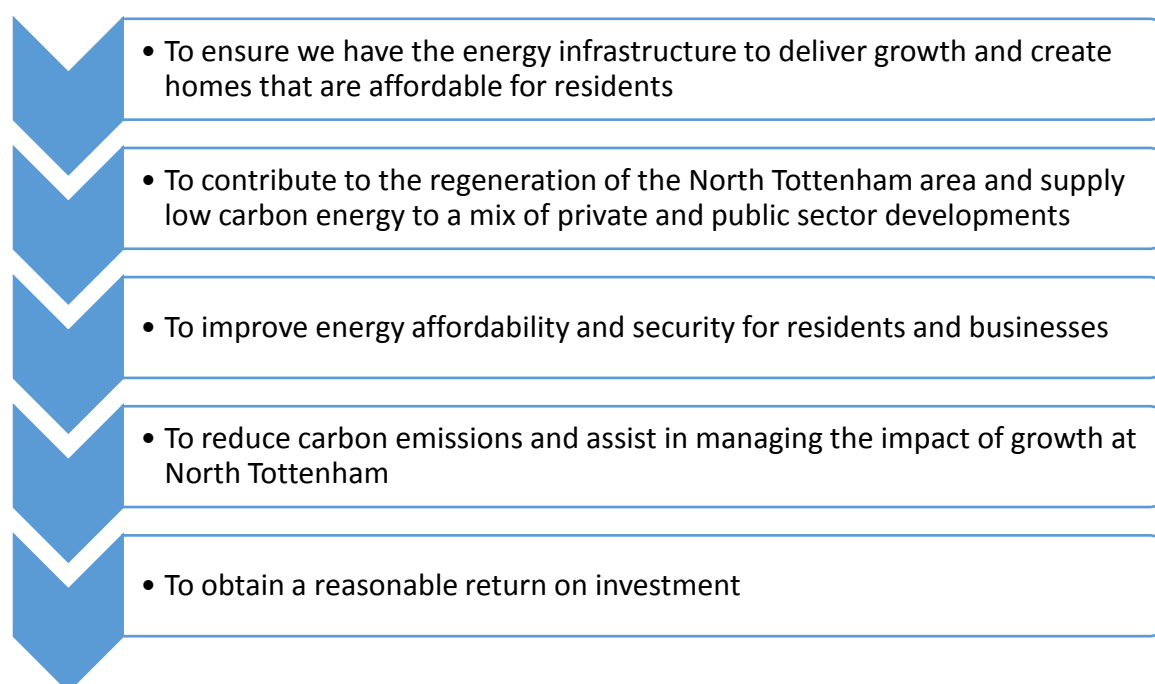 • To ensure we have the energy infrastructure to deliver growth and create
homes that are affordable for residents
• To contribute to the regeneration of the North Tottenham area and supply
low carbon energy to a mix of private and public sector developments
• To improve energy affordability and security for residents and businesses
• To reduce carbon emissions and assist in managing the impact of growth at
North Tottenham
• To obtain a reasonable return on investment